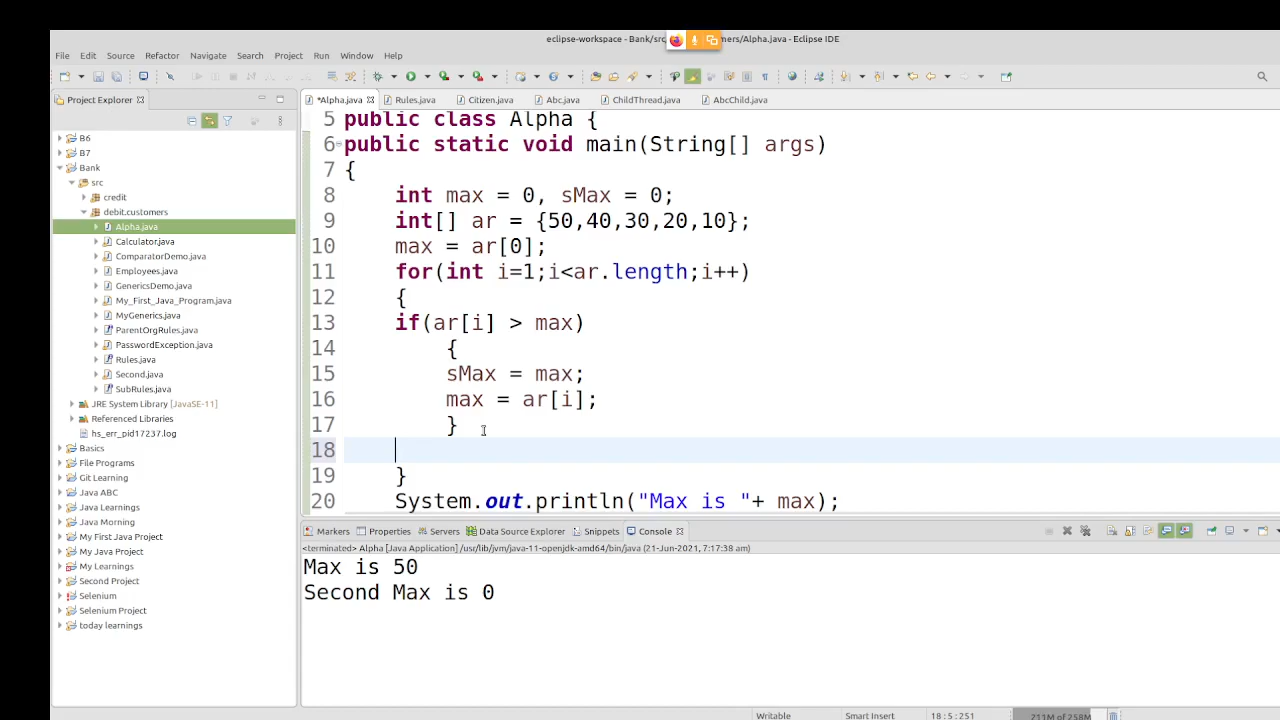 eclipse-workspace - Bank/src
mers/Alpha.java - Eclipse IDE
File Edit Source Refactor Navigate Search Project Run Window Help
Project Explorer
*Alpha.java Rules.java Citizen.java Abc.java ChildThread.java AbcChild.java
B6
B7
Bank
src
credit
debit.customers
Alpha.java
Calculator.java
ComparatorDemo.java
Employees.java
GenericsDemo.java
My_First_Java_Program.java
MyGenerics.java
ParentOrgRules.java
PasswordException.java
Rules.java
Second.java
SubRules.java
JRE System Library [JavaSE-11]
Referenced Libraries
hs_err_pid17237.log
Basics
File Programs
Git Learning
Java ABC
Java Learnings
Java Morning
My First Java Project
My Java Project
My Learnings
Second Project
Selenium
Selenium Project
today learnings
5 public class Alpha {
6 public static void main(String[] args)
7 {
8 int max = 0, sMax = 0;
9 int[] ar = {50,40,30,20,10};
10 max = ar[0];
11 for(int i=1;i<ar.length;i++)
12 {
13 if(ar[i] > max)
14 {
15 sMax = max;
16 max = ar[i];
17 }
18
19 }
20 System.out.println("Max is "+ max);
Markers Properties Servers Data Source Explorer Snippets Console
<terminated> Alpha [Java Application] /usr/lib/jvm/java-11-openjdk-amd64/bin/java (21-Jun-2021, 7:17:38 am)
Max is 50
Second Max is 0
Writable Smart Insert 18:5:251 211M of 258M